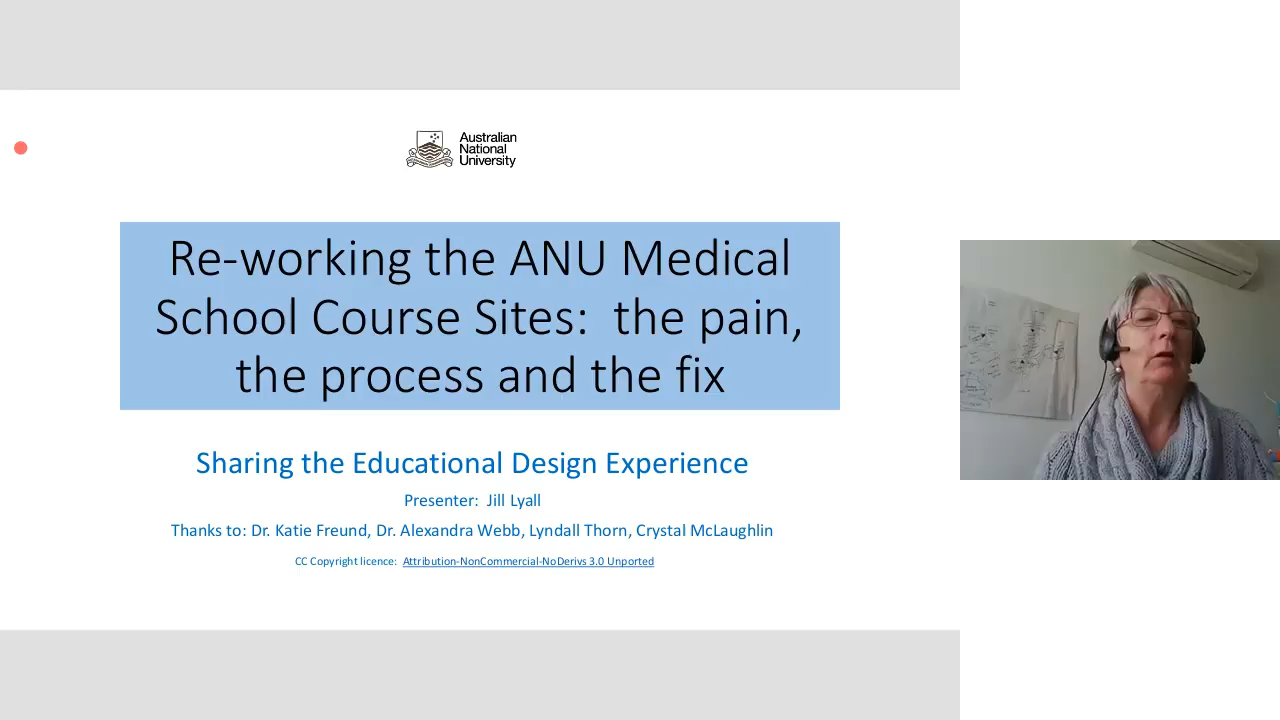 Australian
National
University
Re-working the ANU Medical
School Course Sites:  the pain,
the process and the fix
Sharing the Educational Design Experience
Presenter:  Jill Lyall
Thanks to: Dr. Katie Freund, Dr. Alexandra Webb, Lyndall Thorn, Crystal McLaughlin
CC Copyright licence:  Attribution-NonCommercial-NoDerivs 3.0 Unported